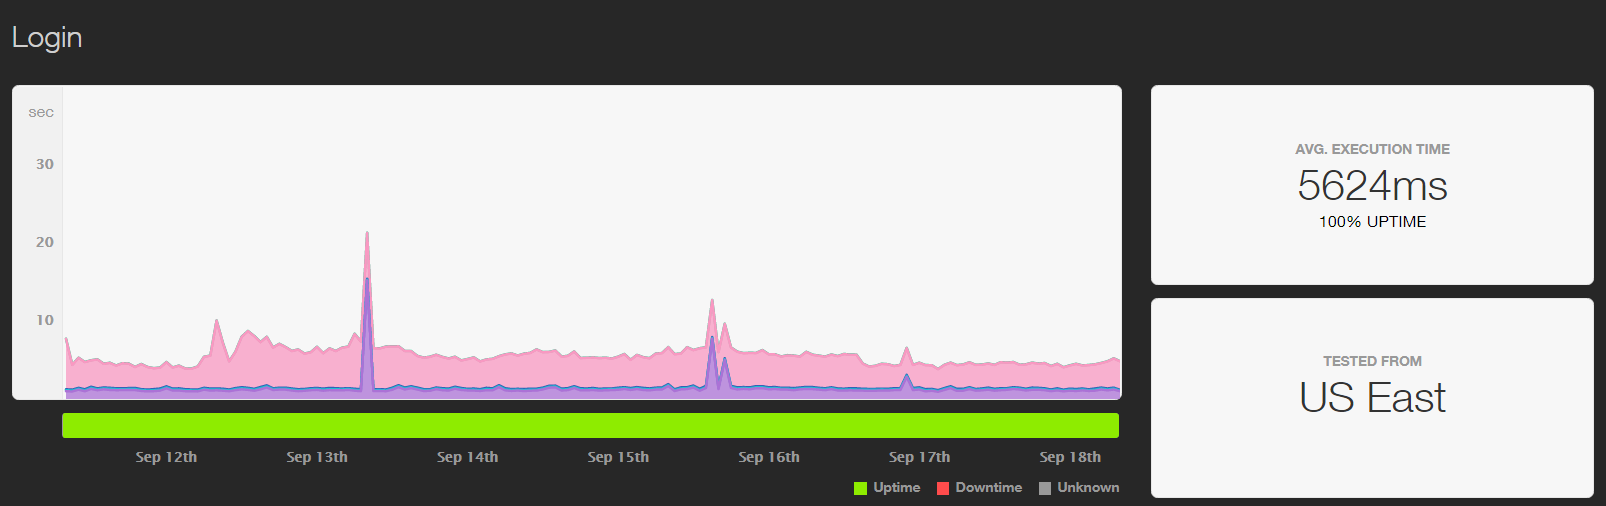 Login
sec
30
20
10
Sep 12th Sep 13th Sep 14th Sep 15th Sep 16th Sep 17th Sep 18th
Uptime Downtime Unknown
AVG. EXECUTION TIME
5624ms
100% UPTIME
TESTED FROM
US East